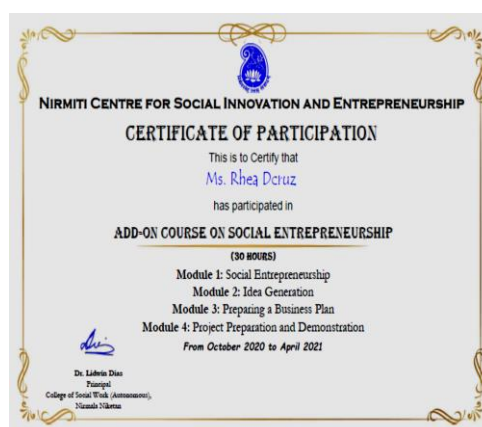 NIRMITI CENTRE FOR SOCIAL INNOVATION AND ENTREPRENEURSHIP
CERTIFICATE OF PARTICIPATION
This is to Certify that
Ms. Rhea Dcruz
has participated in
ADD-ON COURSE ON SOCIAL ENTREPRENEURSHIP
(30 HOURS)
Module 1: Social Entrepreneurship
Module 2: Idea Generation
Module 3: Preparing a Business Plan
Module 4: Project Preparation and Demonstration
From October 2020 to April 2021
Dr. Lidwin Dias
Principal
College of Social Work (Autonomous),
Nirmala Niketan